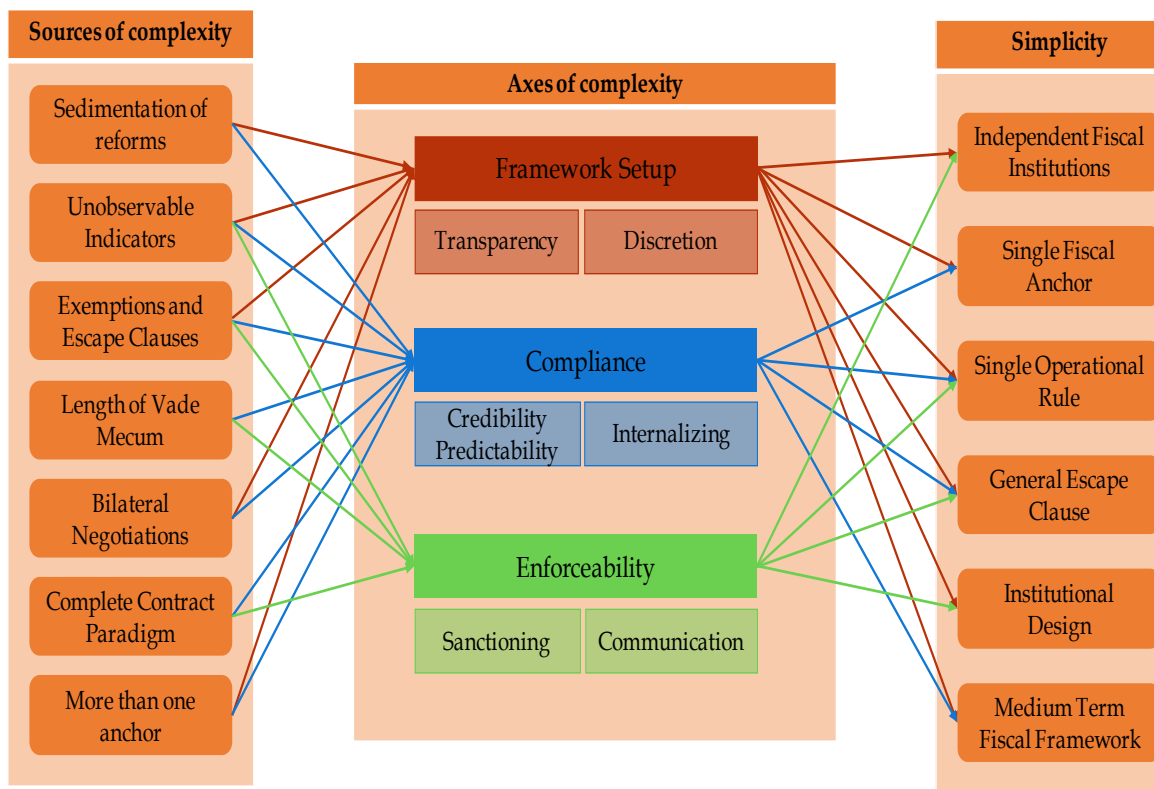 Sources of complexity
Sedimentation of
reforms
Unobservable
Indicators
Exemptions and
Escape Clauses
Length of Vade
Mecum
Bilateral
Negotiations
Complete Contract
Paradigm
More than one
anchor
Axes of complexity
Framework Setup
Transparency
Discretion
Compliance
Credibility
Predictability
Internalizing
Enforceability
Sanctioning
Communication
Simplicity
Independent Fiscal
Institutions
Single Fiscal
Anchor
Single Operational
Rule
General Escape
Clause
Institutional
Design
Medium Term
Fiscal Framework